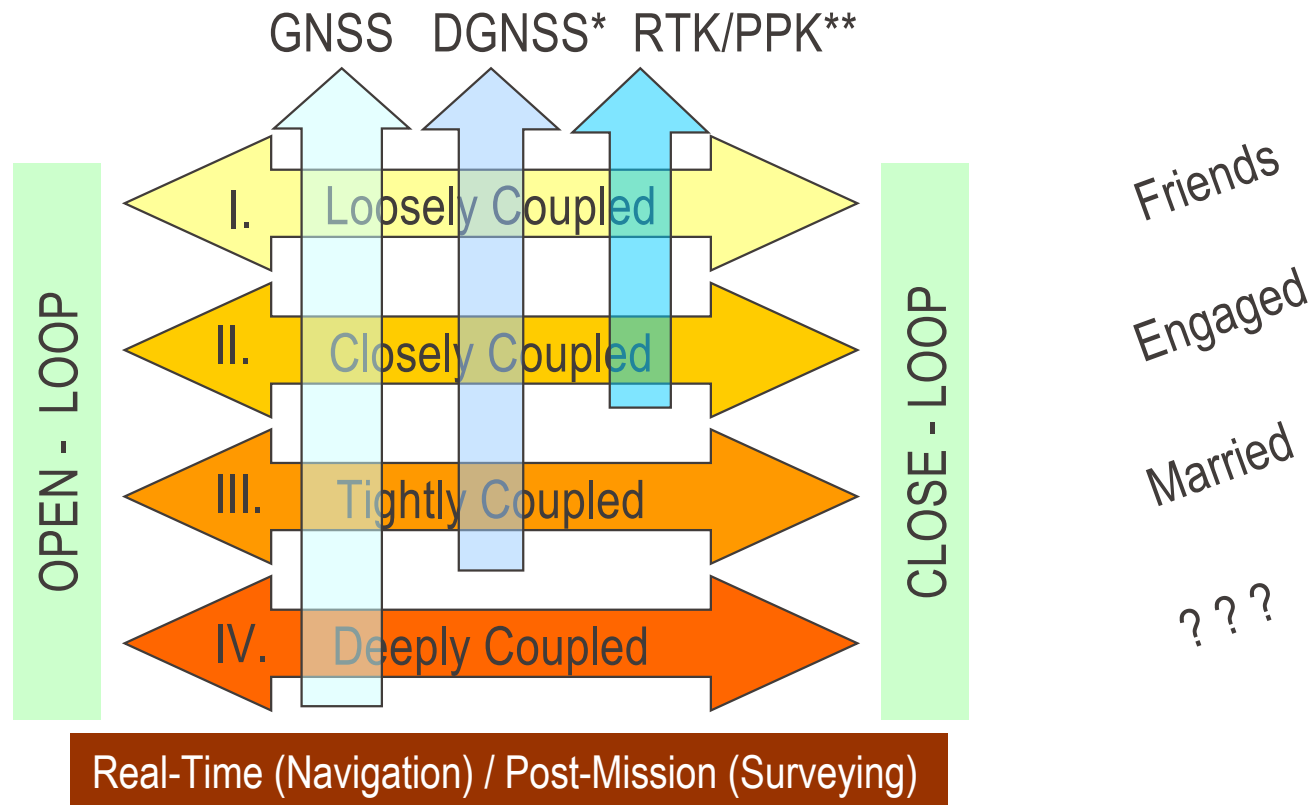 GNSS DGNSS* RTK/PPK**
OPEN - LOOP
I. Loosely Coupled
II. Closely Coupled
III. Tightly Coupled
IV. Deeply Coupled
CLOSE - LOOP
Friends
Engaged
Married
? ? ?
Real-Time (Navigation) / Post-Mission (Surveying)